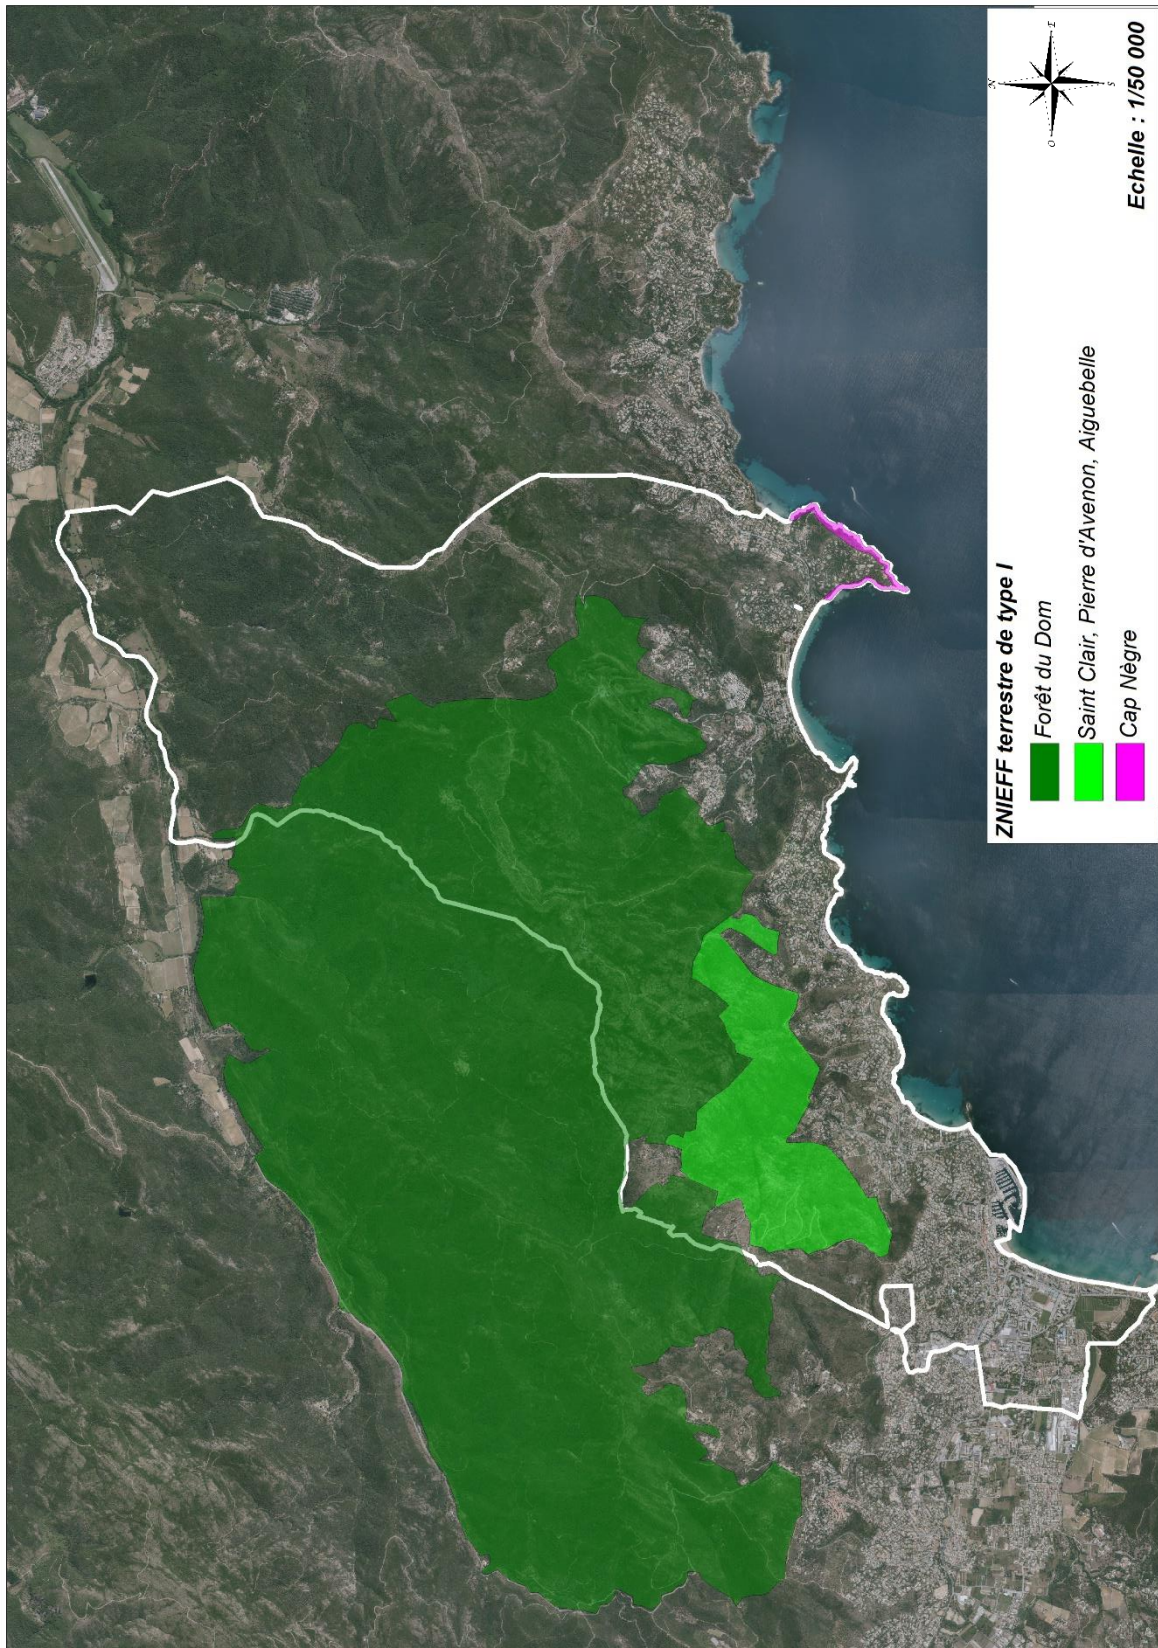 N
E
S
O
ZNIEFF terrestre de type I
Forêt du Dom
Saint Clair, Pierre d'Avenon, Aiguebelle
Cap Nègre
Echelle : 1/50 000